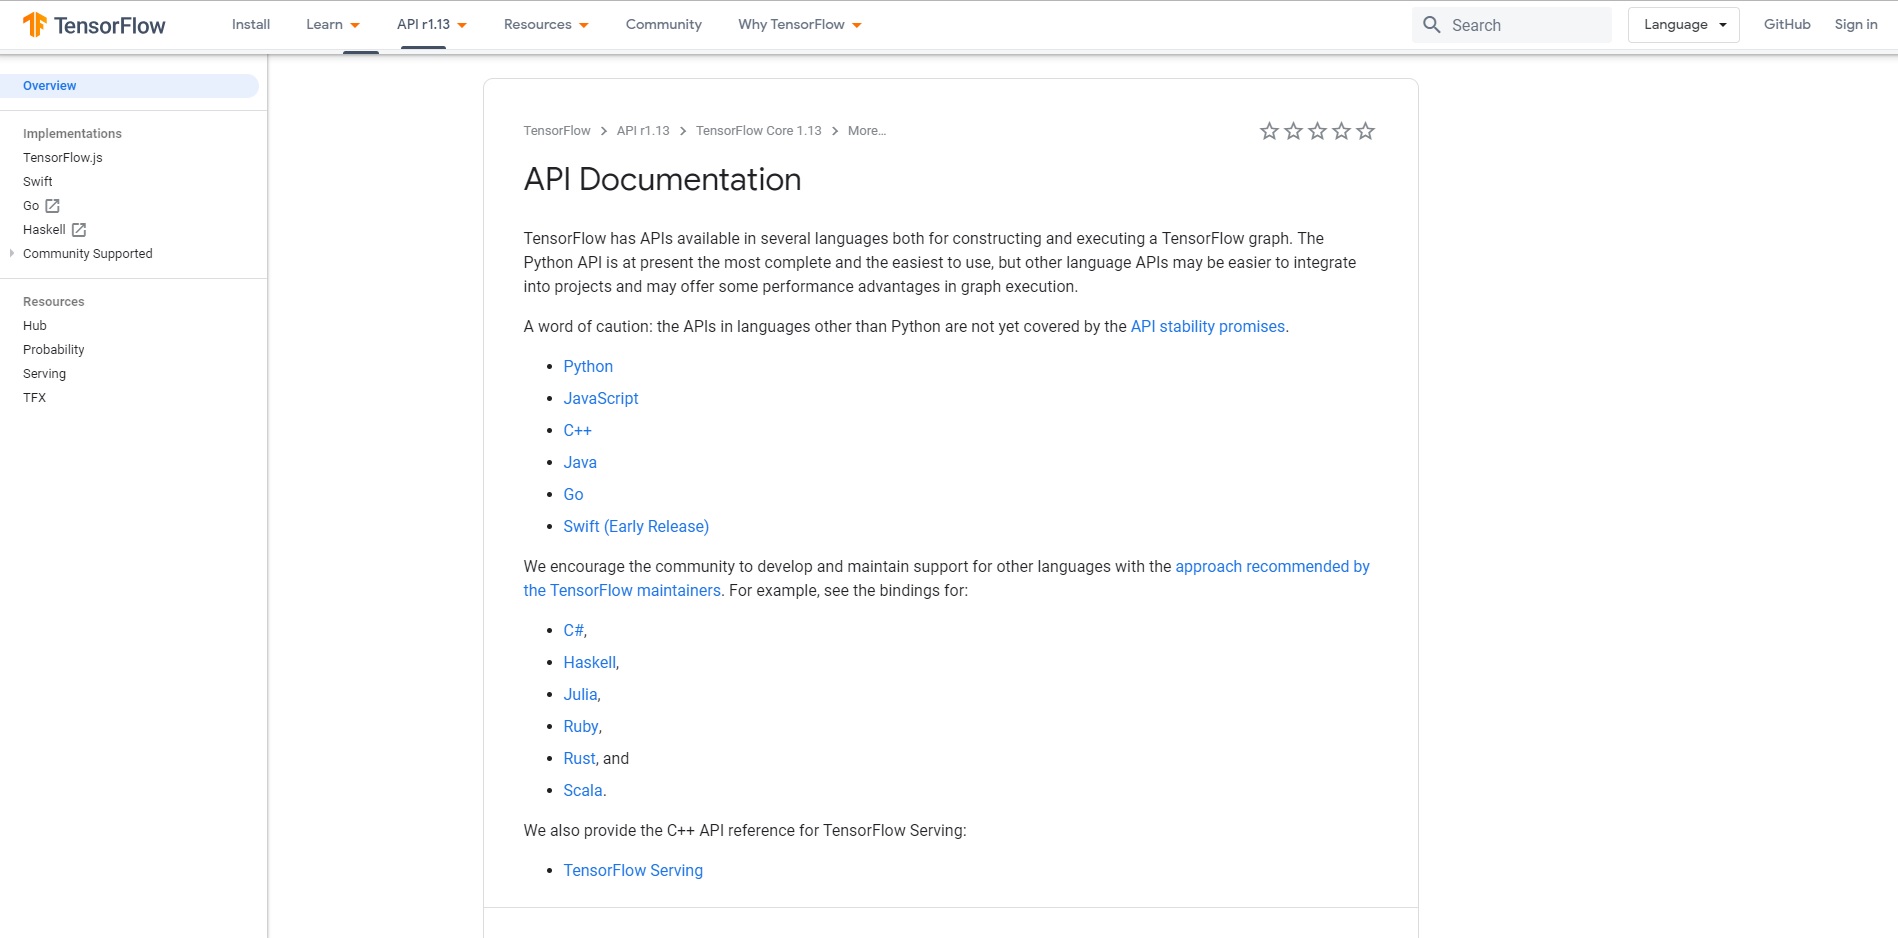 TensorFlow
Install
Learn
API r1.13
Resources
Community
Why TensorFlow
Search
Language
GitHub
Sign in
Overview
Implementations
TensorFlow.js
Swift
Go
Haskell
Community Supported
Resources
Hub
Probability
Serving
TFX
TensorFlow > API r1.13 > TensorFlow Core 1.13 > More…
API Documentation
TensorFlow has APIs available in several languages both for constructing and executing a TensorFlow graph. The
Python API is at present the most complete and the easiest to use, but other language APIs may be easier to integrate
into projects and may offer some performance advantages in graph execution.
A word of caution: the APIs in languages other than Python are not yet covered by the API stability promises.
• Python
• JavaScript
• C++
• Java
• Go
• Swift (Early Release)
We encourage the community to develop and maintain support for other languages with the approach recommended by
the TensorFlow maintainers. For example, see the bindings for:
• C#,
• Haskell,
• Julia,
• Ruby,
• Rust, and
• Scala.
We also provide the C++ API reference for TensorFlow Serving:
• TensorFlow Serving